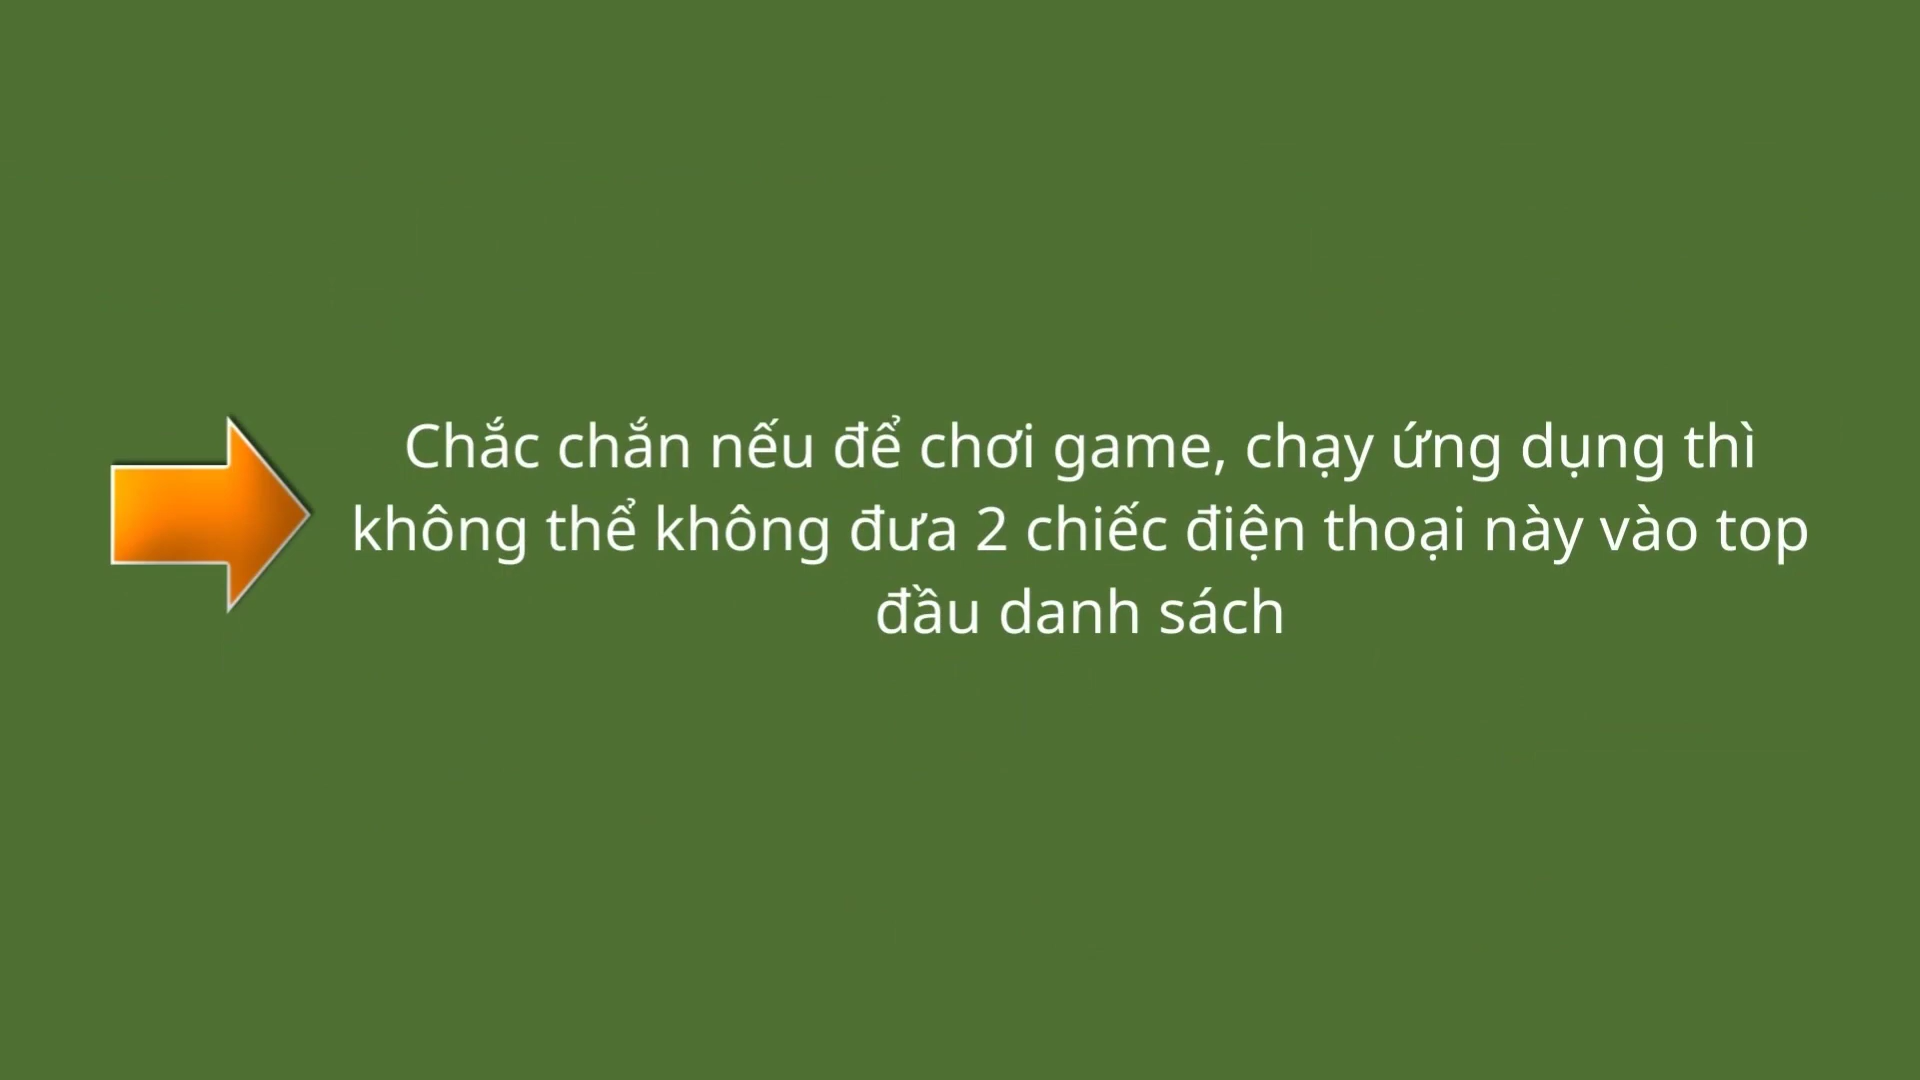 Chắc chắn nếu để chơi game, chạy ứng dụng thì
không thể không đưa 2 chiếc điện thoại này vào top
đầu danh sách